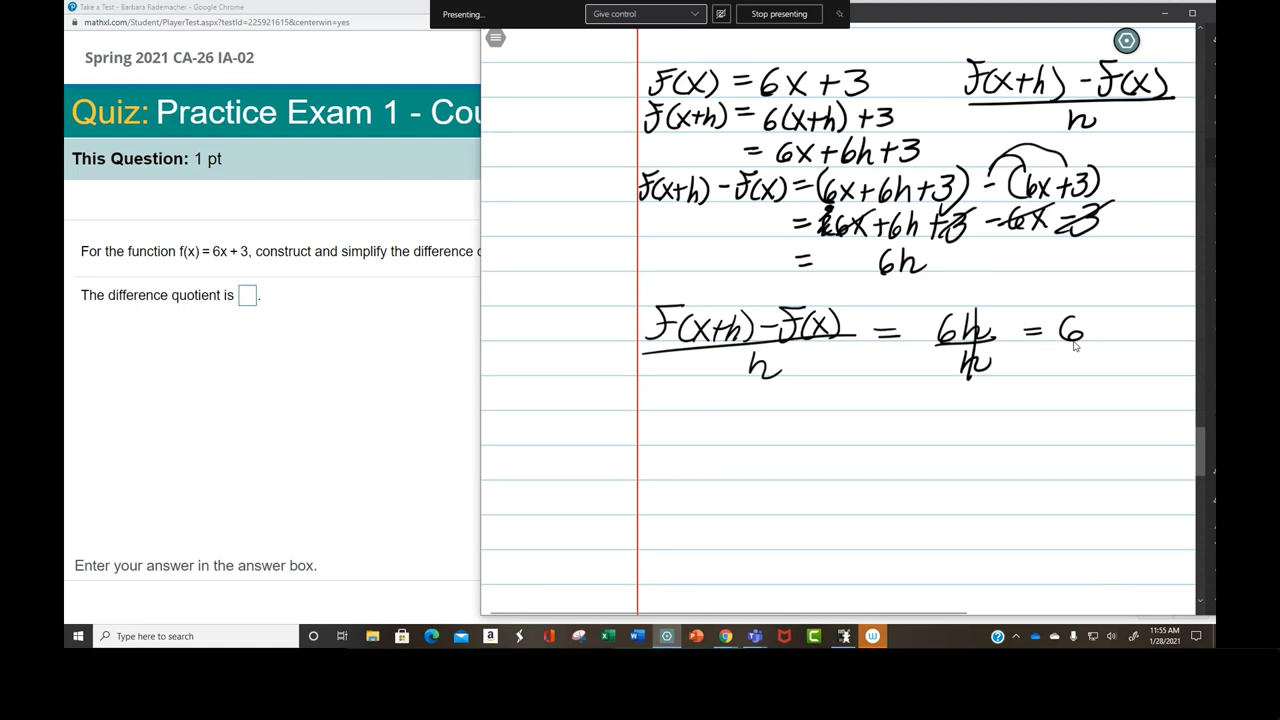 Take a Test - Barbara Rademacher - Google Chrome
mathxl.com/Student/PlayerTest.aspx?testId=225921615&centerwin=yes
Presenting...
Give control
Stop presenting
Spring 2021 CA-26 IA-02
Quiz: Practice Exam 1 - Cou
This Question: 1 pt
For the function f(x) = 6x + 3, construct and simplify the difference
The difference quotient is .
Enter your answer in the answer box.
f(x) = 6x + 3
f(x+h) - f(x)
h
f(x+h) = 6(x+h) + 3
= 6x + 6h + 3
f(x+h) - f(x) = (6x + 6h + 3) - (6x + 3)
= 6x + 6h + 3 - 6x - 3
= 6h
f(x+h) - f(x) = 6h = 6
h h
Type here to search
11:55 AM
1/28/2021